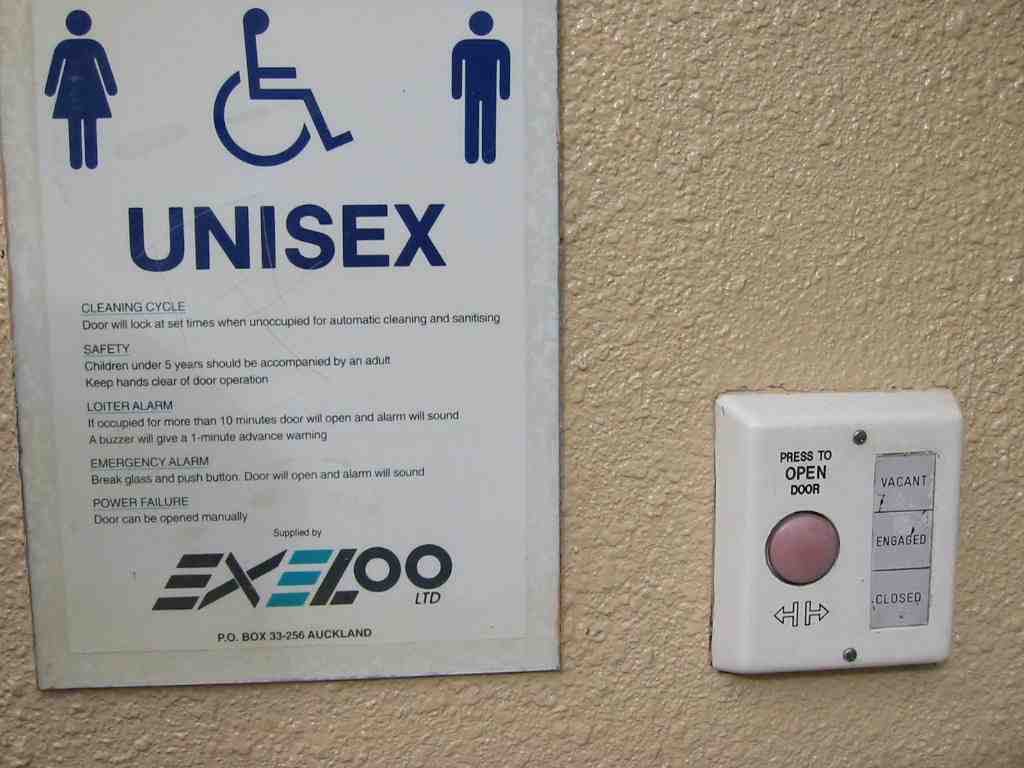 UNISEX
CLEANING CYCLE
Door will lock at set times when unoccupied for automatic cleaning and sanitising
SAFETY
Children under 5 years should be accompanied by an adult
Keep hands clear of door operation
LOITER ALARM
If occupied for more than 10 minutes door will open and alarm will sound
A buzzer will give a 1-minute advance warning
EMERGENCY ALARM
Break glass and push button. Door will open and alarm will sound
POWER FAILURE
Door can be opened manually
Supplied by
EXELOO
LTD
P.O. BOX 33-256 AUCKLAND
PRESS TO
OPEN
DOOR
VACANT
ENGAGED
CLOSED